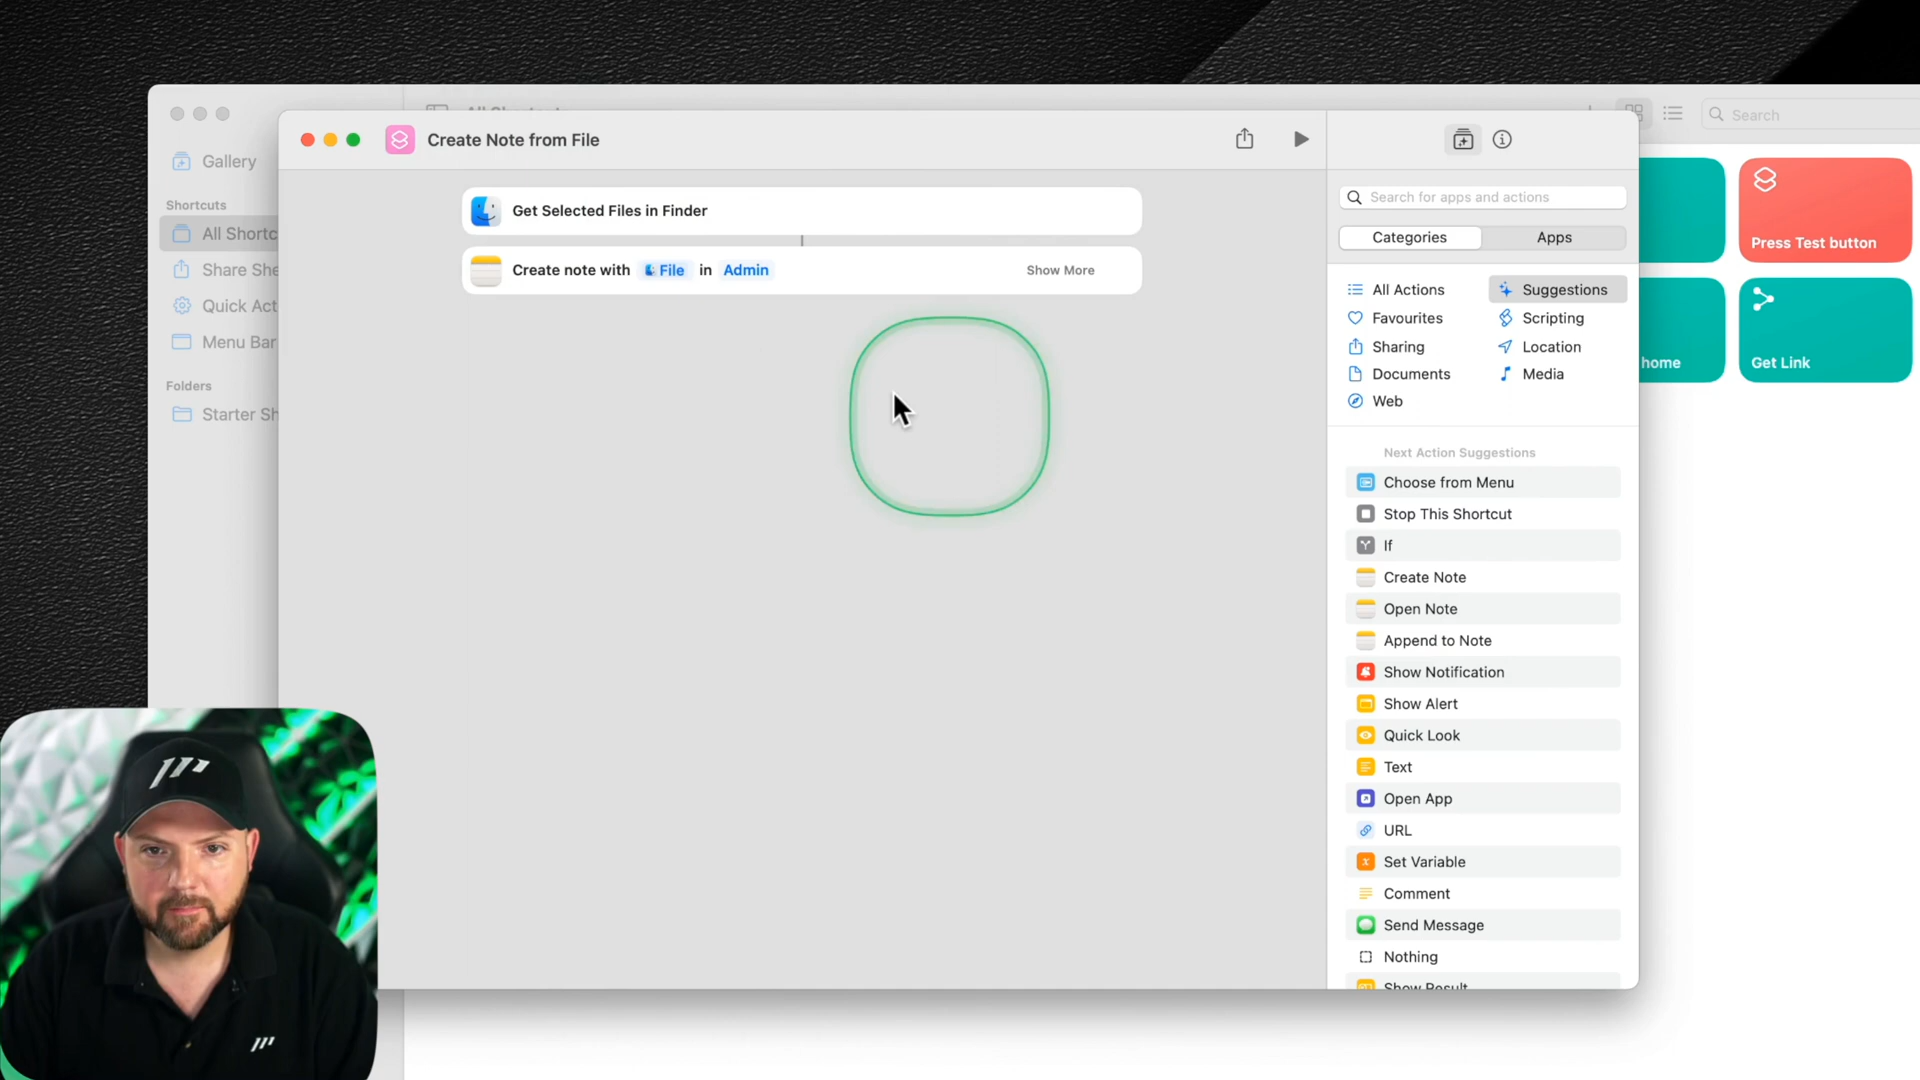 Gallery
Shortcuts
All Shortc
Share She
Quick Act
Menu Bar
Folders
Starter Sh
Create Note from File
Get Selected Files in Finder
Create note with File in Admin
Show More
Search for apps and actions
Categories
Apps
All Actions
Suggestions
Favourites
Scripting
Sharing
Location
Documents
Media
Web
Next Action Suggestions
Choose from Menu
Stop This Shortcut
If
Create Note
Open Note
Append to Note
Show Notification
Show Alert
Quick Look
Text
Open App
URL
Set Variable
Comment
Send Message
Nothing
Show Result
Search
Press Test button
home
Get Link